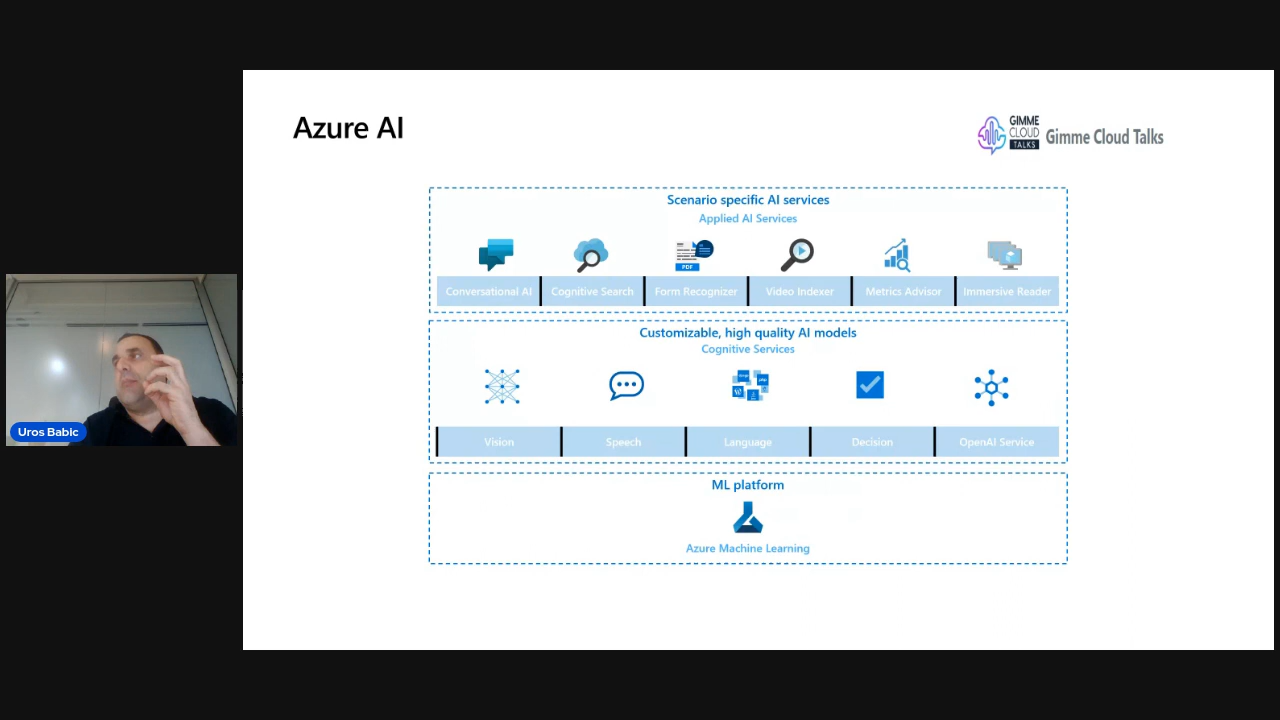 Azure AI
GIMME
CLOUD
TALKS
Gimme Cloud Talks
Scenario specific AI services
Applied AI Services
PDF
Conversational AI
Cognitive Search
Form Recognizer
Video Indexer
Metrics Advisor
Immersive Reader
Customizable, high quality AI models
Cognitive Services
Vision
Speech
Language
Decision
OpenAI Service
ML platform
Azure Machine Learning
Uros Babic